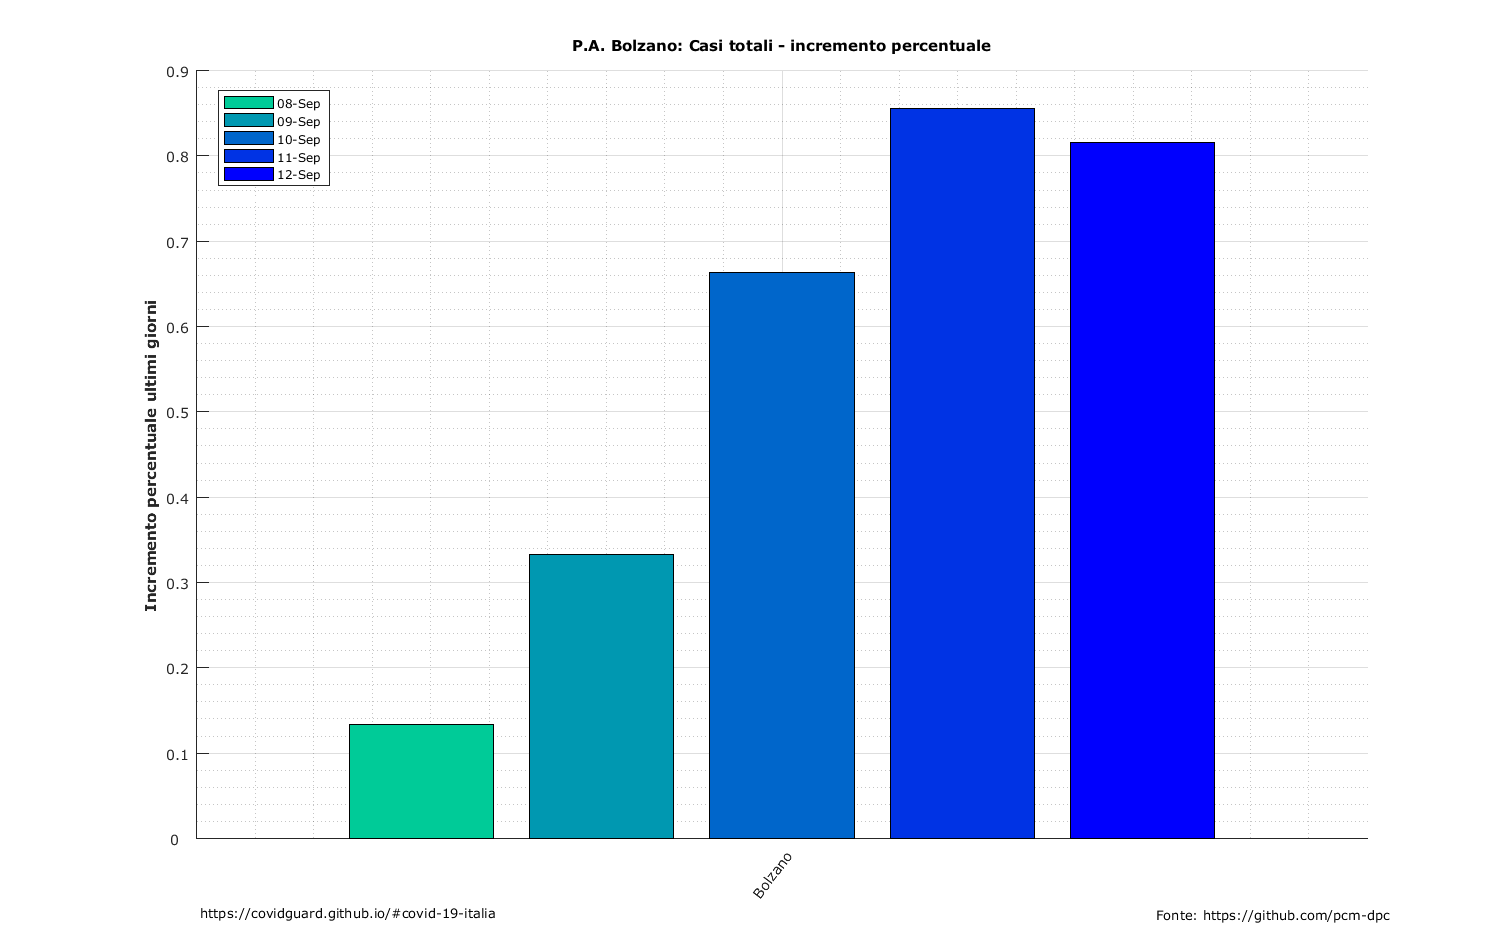 P.A. Bolzano: Casi totali - incremento percentuale
0.9
0.8
0.7
0.6
0.5
0.4
0.3
0.2
0.1
0
Incremento percentuale ultimi giorni
08-Sep
09-Sep
10-Sep
11-Sep
12-Sep
Bolzano
https://covidguard.github.io/#covid-19-italia
Fonte: https://github.com/pcm-dpc